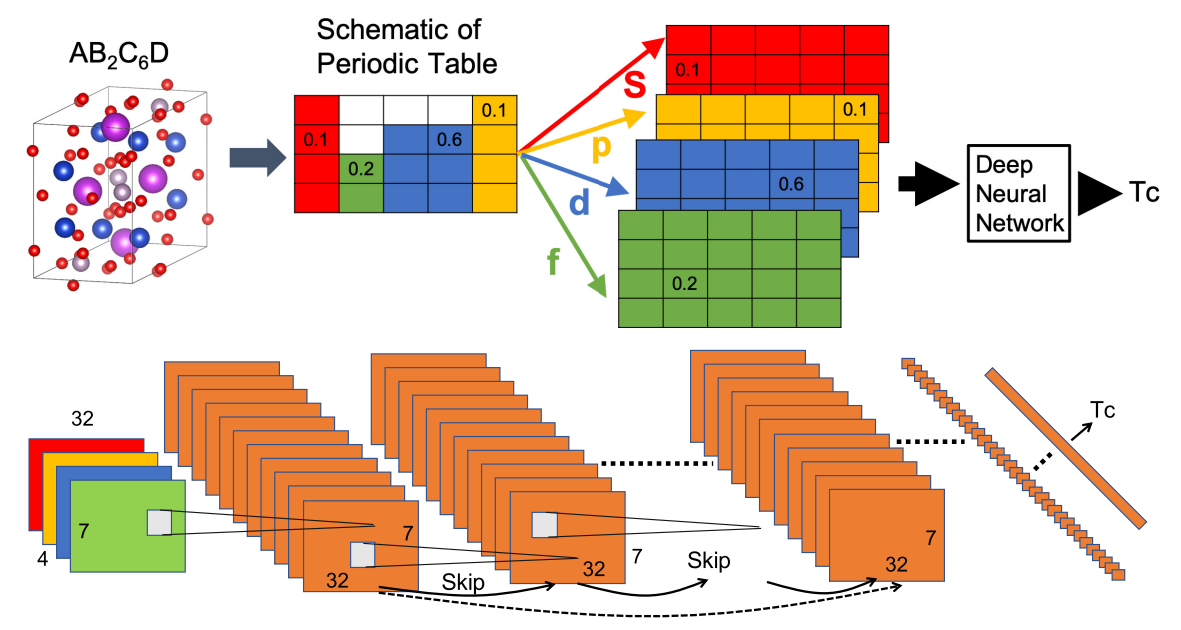 AB₂C₆D
Schematic of
Periodic Table
0.1
0.1
0.6
0.2
S
p
d
f
0.1
0.1
0.6
0.2
Deep
Neural
Network
Tc
32
7
4
7
32
Skip
32
7
Skip
7
32
Tc